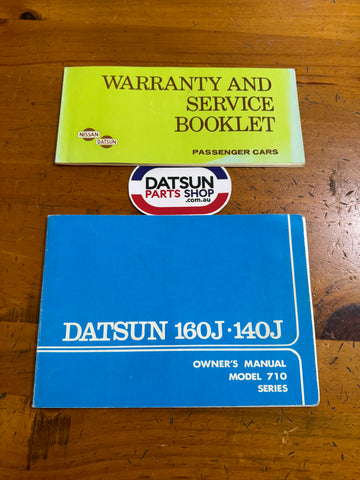 WARRANTY AND
SERVICE
BOOKLET
NISSAN
DATSUN
PASSENGER CARS
DATSUN
PARTS
SHOP
.com.au
DATSUN 160J·140J
OWNER'S MANUAL
MODEL 710
SERIES